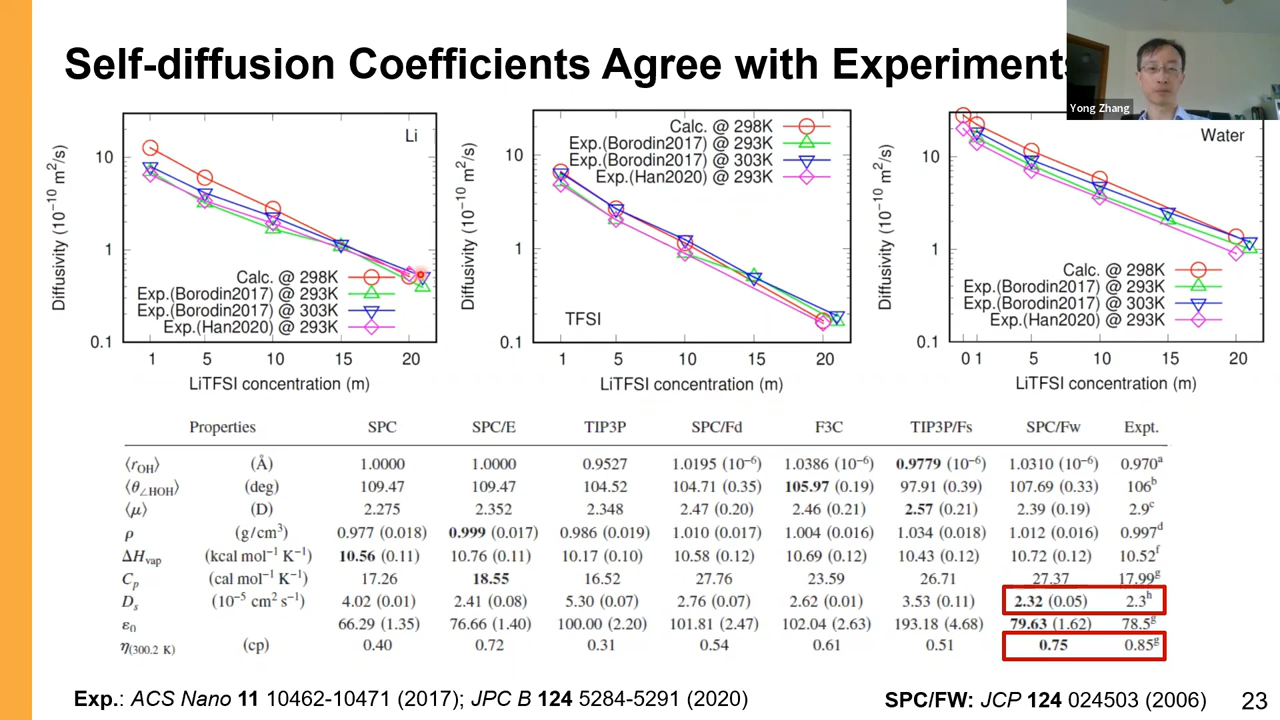 Self-diffusion Coefficients Agree with Experiments
Yong Zhang
Li
Diffusivity (10⁻¹⁰ m²/s)
10
1
0.1
Calc. @ 298K
Exp.(Borodin2017) @ 293K
Exp.(Borodin2017) @ 303K
Exp.(Han2020) @ 293K
1 5 10 15 20
LiTFSI concentration (m)
Diffusivity (10⁻¹⁰ m²/s)
10
1
0.1
Calc. @ 298K
Exp.(Borodin2017) @ 293K
Exp.(Borodin2017) @ 303K
Exp.(Han2020) @ 293K
TFSI
1 5 10 15 20
LiTFSI concentration (m)
Water
Diffusivity (10⁻¹⁰ m²/s)
10
1
0.1
Calc. @ 298K
Exp.(Borodin2017) @ 293K
Exp.(Borodin2017) @ 303K
Exp.(Han2020) @ 293K
0 1 5 10 15 20
LiTFSI concentration (m)
Properties SPC SPC/E TIP3P SPC/Fd F3C TIP3P/Fs SPC/Fw Expt.
⟨r_OH⟩ (Å) 1.0000 1.0000 0.9527 1.0195 (10⁻⁶) 1.0386 (10⁻⁶) 0.9779 (10⁻⁶) 1.0310 (10⁻⁶) 0.970ᵃ
⟨θ∠HOH⟩ (deg) 109.47 109.47 104.52 104.71 (0.35) 105.97 (0.19) 97.91 (0.39) 107.69 (0.33) 106ᵇ
⟨μ⟩ (D) 2.275 2.352 2.348 2.47 (0.20) 2.46 (0.21) 2.57 (0.21) 2.39 (0.19) 2.9ᶜ
ρ (g/cm³) 0.977 (0.018) 0.999 (0.017) 0.986 (0.019) 1.010 (0.017) 1.004 (0.016) 1.034 (0.018) 1.012 (0.016) 0.997ᵈ
ΔH_vap (kcal mol⁻¹ K⁻¹) 10.56 (0.11) 10.76 (0.11) 10.17 (0.10) 10.58 (0.12) 10.69 (0.12) 10.43 (0.12) 10.72 (0.12) 10.52ᶠ
C_p (cal mol⁻¹ K⁻¹) 17.26 18.55 16.52 27.76 23.59 26.71 27.37 17.99ᵍ
D_s (10⁻⁵ cm² s⁻¹) 4.02 (0.01) 2.41 (0.08) 5.30 (0.07) 2.76 (0.07) 2.62 (0.01) 3.53 (0.11) 2.32 (0.05) 2.3ʰ
ε₀ 66.29 (1.35) 76.66 (1.40) 100.00 (2.20) 101.81 (2.47) 102.04 (2.63) 193.18 (4.68) 79.63 (1.62) 78.5ᵍ
η(300.2 K) (cp) 0.40 0.72 0.31 0.54 0.61 0.51 0.75 0.85ᵍ
Exp.: ACS Nano 11 10462-10471 (2017); JPC B 124 5284-5291 (2020)
SPC/FW: JCP 124 024503 (2006)
23